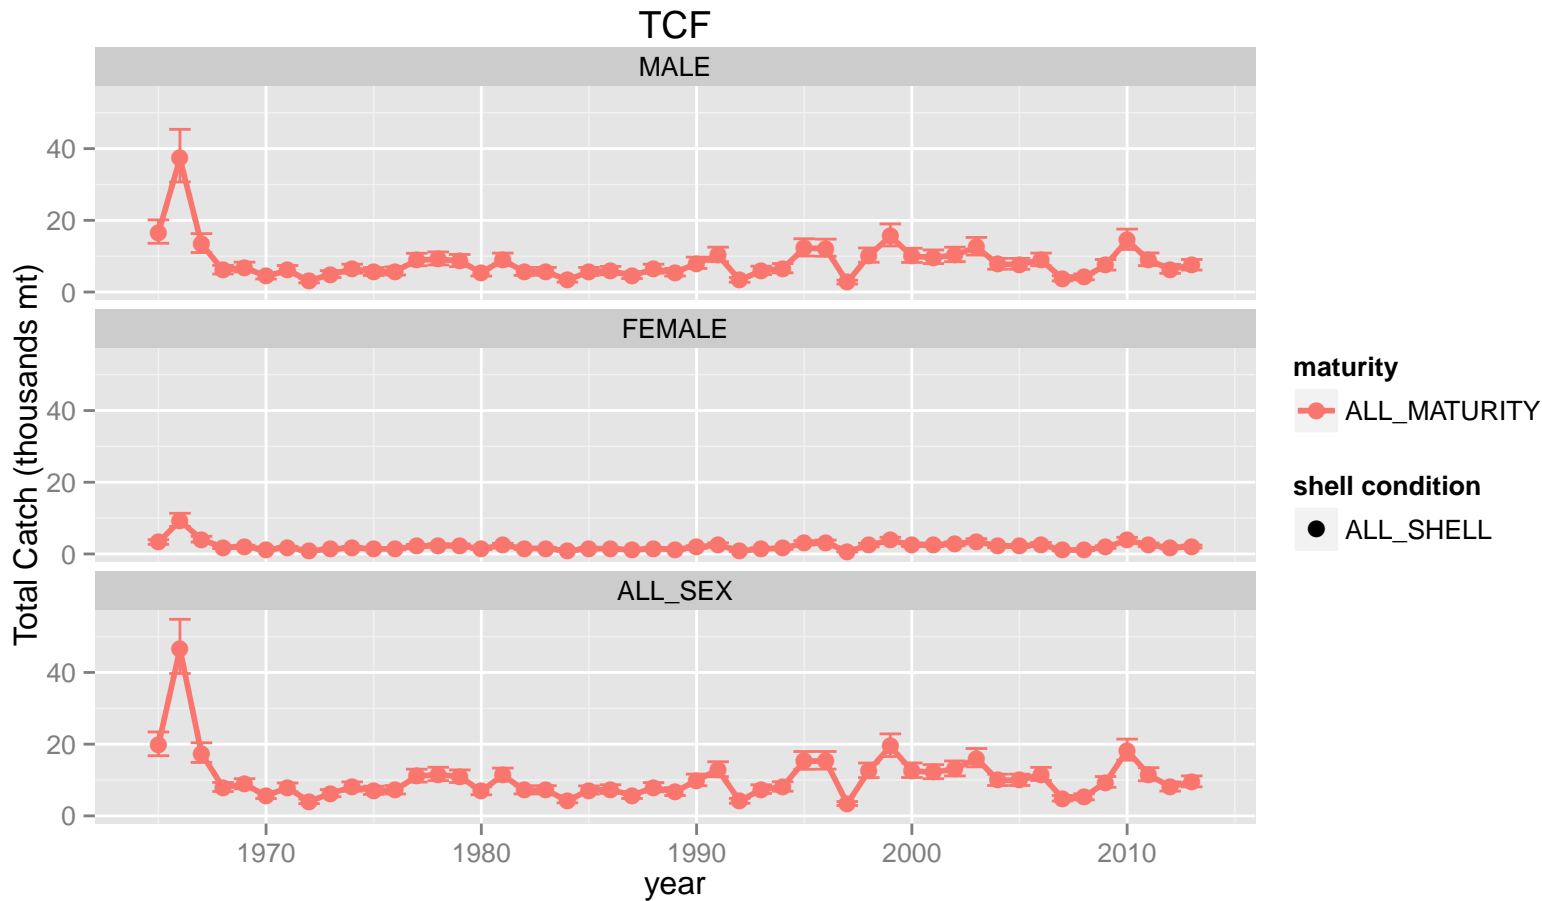 TCF
MALE
40
20
0
FEMALE
40
20
0
ALL_SEX
40
20
0
1970 1980 1990 2000 2010
year
Total Catch (thousands mt)
maturity
ALL_MATURITY
shell condition
ALL_SHELL